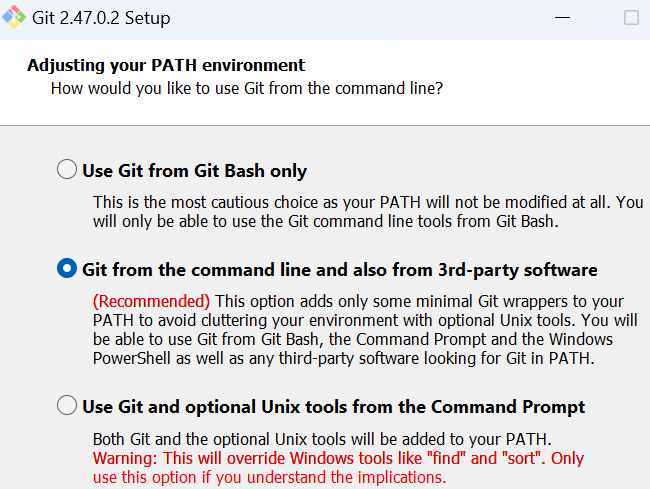 Git 2.47.0.2 Setup
Adjusting your PATH environment
How would you like to use Git from the command line?
Use Git from Git Bash only
This is the most cautious choice as your PATH will not be modified at all. You
will only be able to use the Git command line tools from Git Bash.
Git from the command line and also from 3rd-party software
(Recommended) This option adds only some minimal Git wrappers to your
PATH to avoid cluttering your environment with optional Unix tools. You will
be able to use Git from Git Bash, the Command Prompt and the Windows
PowerShell as well as any third-party software looking for Git in PATH.
Use Git and optional Unix tools from the Command Prompt
Both Git and the optional Unix tools will be added to your PATH.
Warning: This will override Windows tools like "find" and "sort". Only
use this option if you understand the implications.